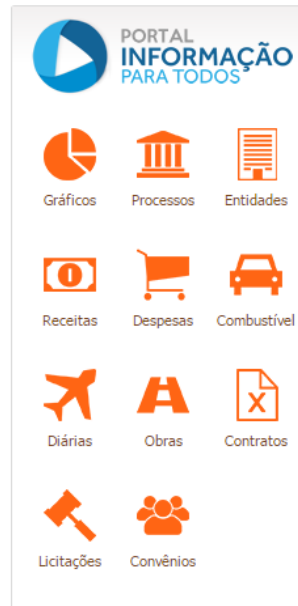 PORTAL
INFORMAÇÃO
PARA TODOS
Gráficos Processos Entidades
Receitas Despesas Combustível
Diárias Obras Contratos
Licitações Convênios